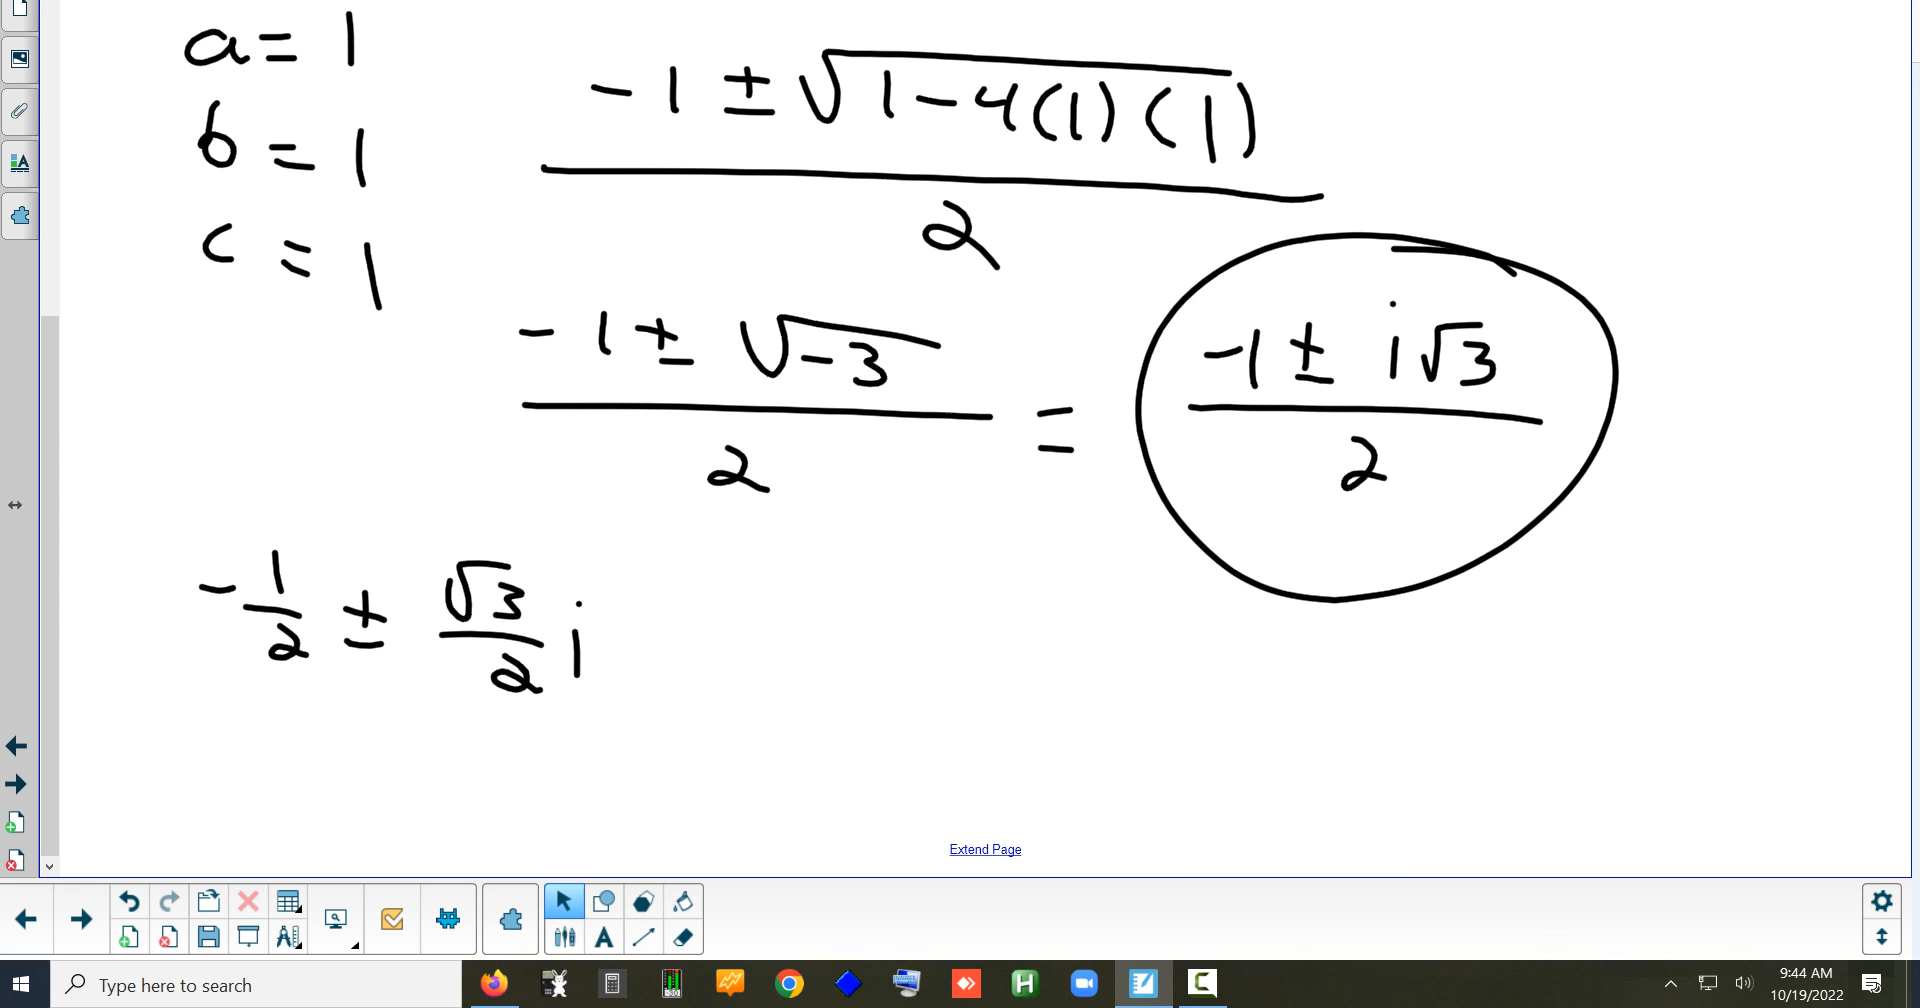 a = 1
b = 1
c = 1
-1 ± √1-4(1)(1)
2
-1 ± √-3
2
=
-1 ± i√3
2
-1/2 ± √3/2 i
Extend Page
Type here to search
9:44 AM
10/19/2022